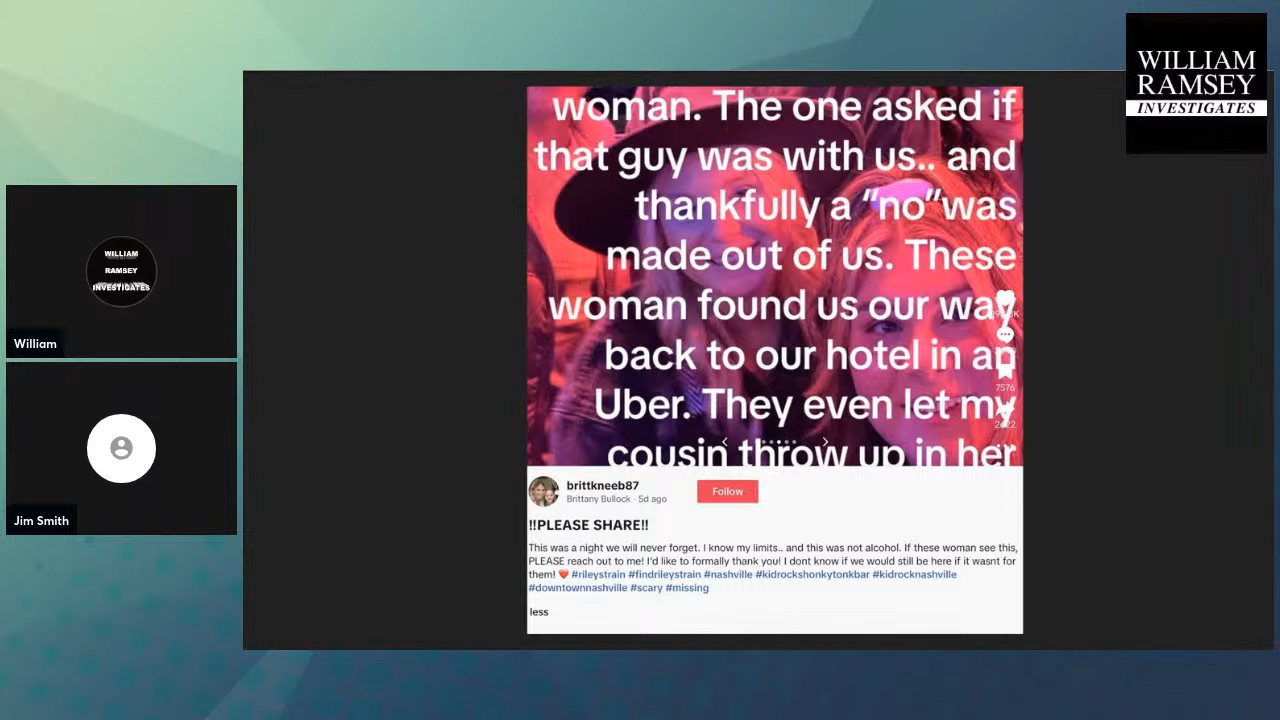 WILLIAM
RAMSEY
INVESTIGATES
WILLIAM
RAMSEY
INVESTIGATES
William
Jim Smith
woman. The one asked if
that guy was with us.. and
thankfully a "no"was
made out of us. These
woman found us our way
back to our hotel in an
Uber. They even let my
cousin throw up in her
7576
brittkneeb87
Brittany Bullock · 5d ago
Follow
!!PLEASE SHARE!!
This was a night we will never forget. I know my limits.. and this was not alcohol. If these woman see this,
PLEASE reach out to me! I'd like to formally thank you! I dont know if we would still be here if it wasnt for
them! ❤️ #rileystrain #findrileystrain #nashville #kidrockshonkytonkbar #kidrocknashville
#downtownnashville #scary #missing
less